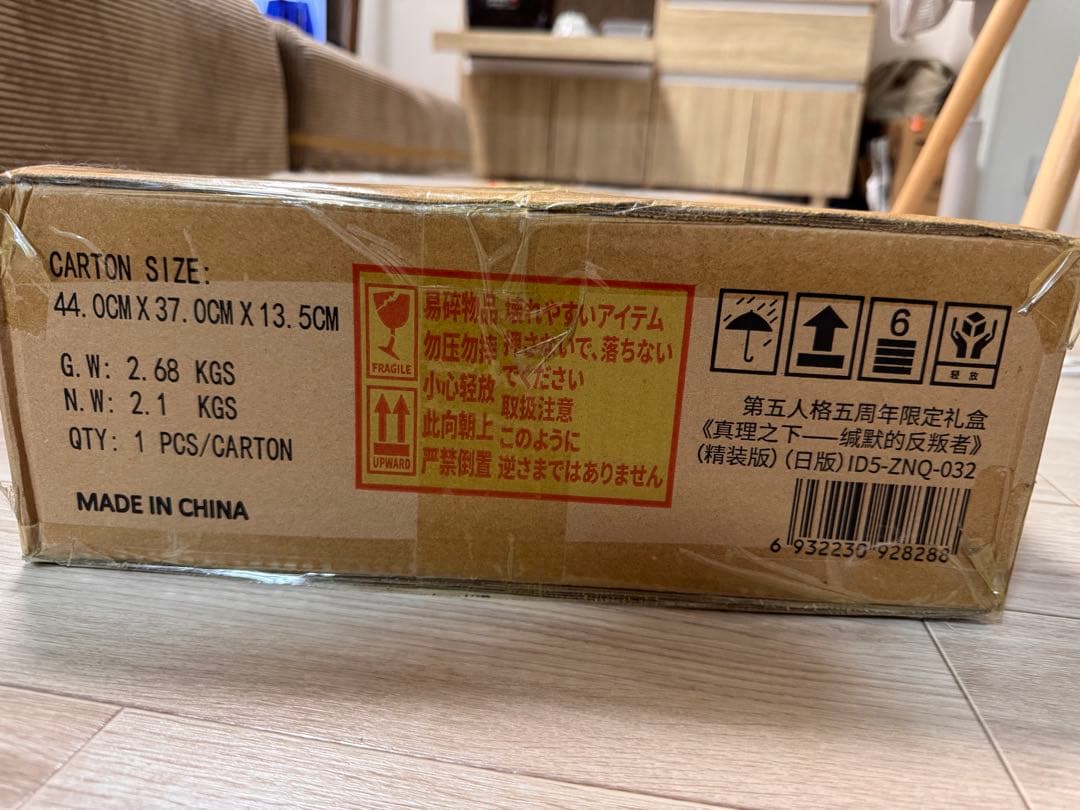 CARTON SIZE:
44.0CM X 37.0CM X 13.5CM
G.W: 2.68 KGS
N.W: 2.1 KGS
QTY: 1 PCS/CARTON
MADE IN CHINA
FRAGILE
UPWARD
易碎物品 壊れやすいアイテム
勿压勿摔 押さないで、落ちない
小心轻放 でください
此向朝上 取扱注意
严禁倒置 このように
逆さまではありません
6
轻放
第五人格五周年限定礼盒
《真理之下——缄默的反叛者》
(精装版) (日版) ID5-ZNQ-032
6 932230 928288